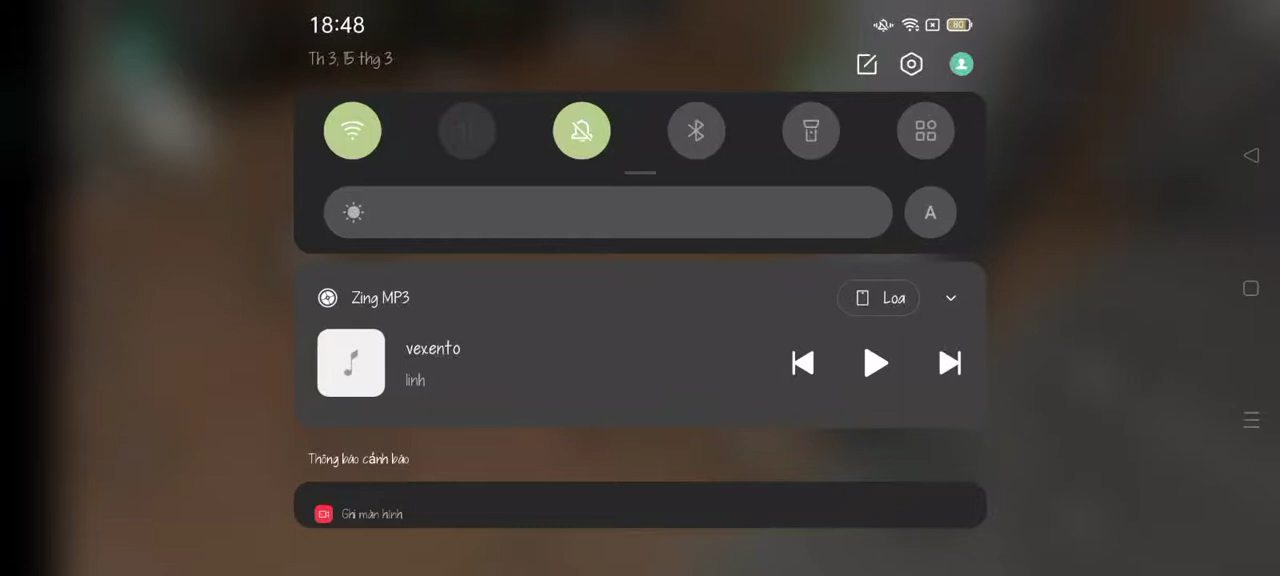 18:48
80
Th 3, 15 thg 3
A
Zing MP3
Loa
vexento
linh
Thông báo cảnh báo
Ghi màn hình